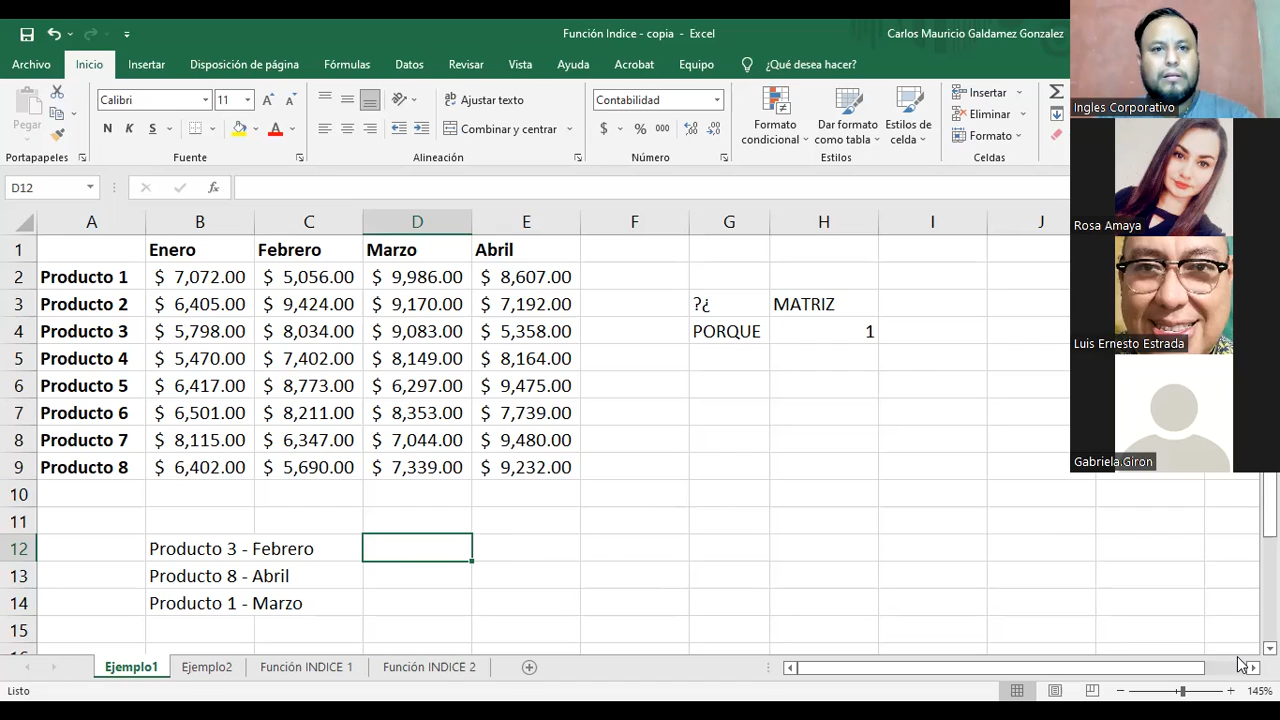 Función Indice - copia - Excel
Carlos Mauricio Galdamez Gonzalez
Archivo Inicio Insertar Disposición de página Fórmulas Datos Revisar Vista Ayuda Acrobat Equipo ¿Qué desea hacer?
Pegar
Calibri 11
N K S
Ajustar texto
Combinar y centrar
Contabilidad
$ % 000
Formato condicional
Dar formato como tabla
Estilos de celda
Insertar
Eliminar
Formato
Portapapeles Fuente Alineación Número Estilos Celdas
D12 fx
A B C D E F G H I J
1 Enero Febrero Marzo Abril
2 Producto 1 $ 7,072.00 $ 5,056.00 $ 9,986.00 $ 8,607.00
3 Producto 2 $ 6,405.00 $ 9,424.00 $ 9,170.00 $ 7,192.00 ?¿ MATRIZ
4 Producto 3 $ 5,798.00 $ 8,034.00 $ 9,083.00 $ 5,358.00 PORQUE 1
5 Producto 4 $ 5,470.00 $ 7,402.00 $ 8,149.00 $ 8,164.00
6 Producto 5 $ 6,417.00 $ 8,773.00 $ 6,297.00 $ 9,475.00
7 Producto 6 $ 6,501.00 $ 8,211.00 $ 8,353.00 $ 7,739.00
8 Producto 7 $ 8,115.00 $ 6,347.00 $ 7,044.00 $ 9,480.00
9 Producto 8 $ 6,402.00 $ 5,690.00 $ 7,339.00 $ 9,232.00
10
11
12 Producto 3 - Febrero
13 Producto 8 - Abril
14 Producto 1 - Marzo
15
Ejemplo1 Ejemplo2 Función INDICE 1 Función INDICE 2
Listo
145%
Ingles Corporativo
Rosa Amaya
Luis Ernesto Estrada
Gabriela.Giron